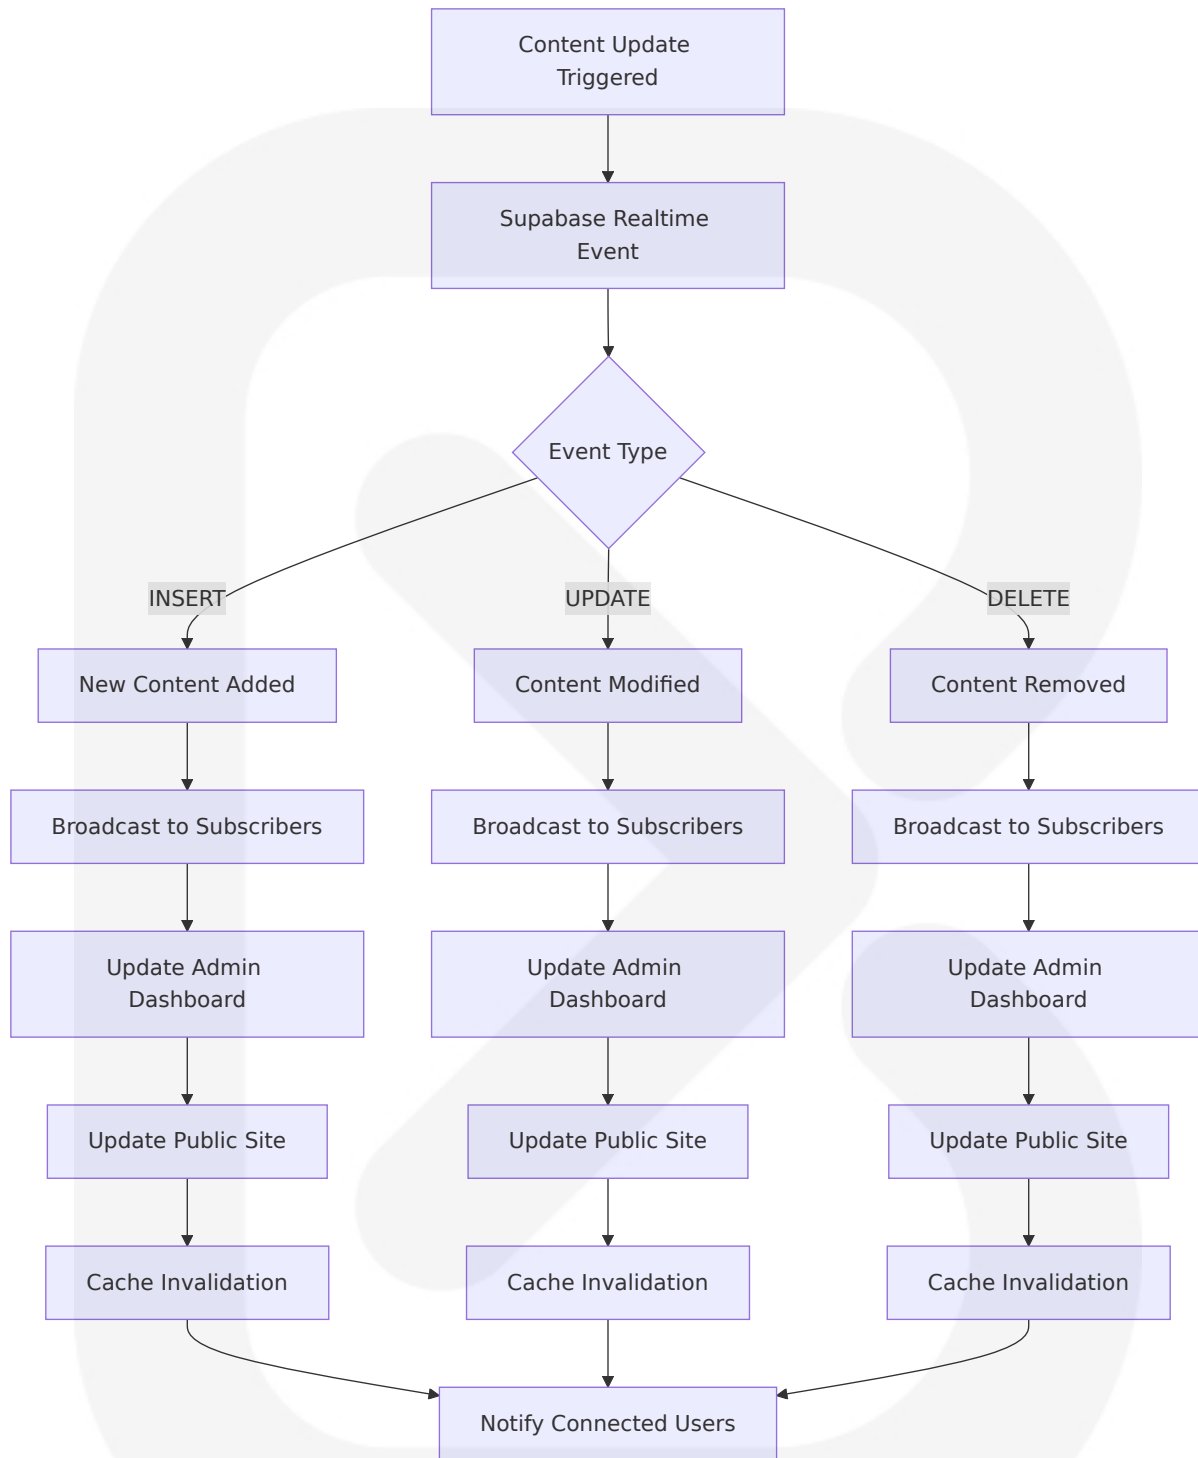 Content Update
Triggered
Supabase Realtime
Event
Event Type
INSERT
UPDATE
DELETE
New Content Added
Content Modified
Content Removed
Broadcast to Subscribers
Broadcast to Subscribers
Broadcast to Subscribers
Update Admin
Dashboard
Update Admin
Dashboard
Update Admin
Dashboard
Update Public Site
Update Public Site
Update Public Site
Cache Invalidation
Cache Invalidation
Cache Invalidation
Notify Connected Users